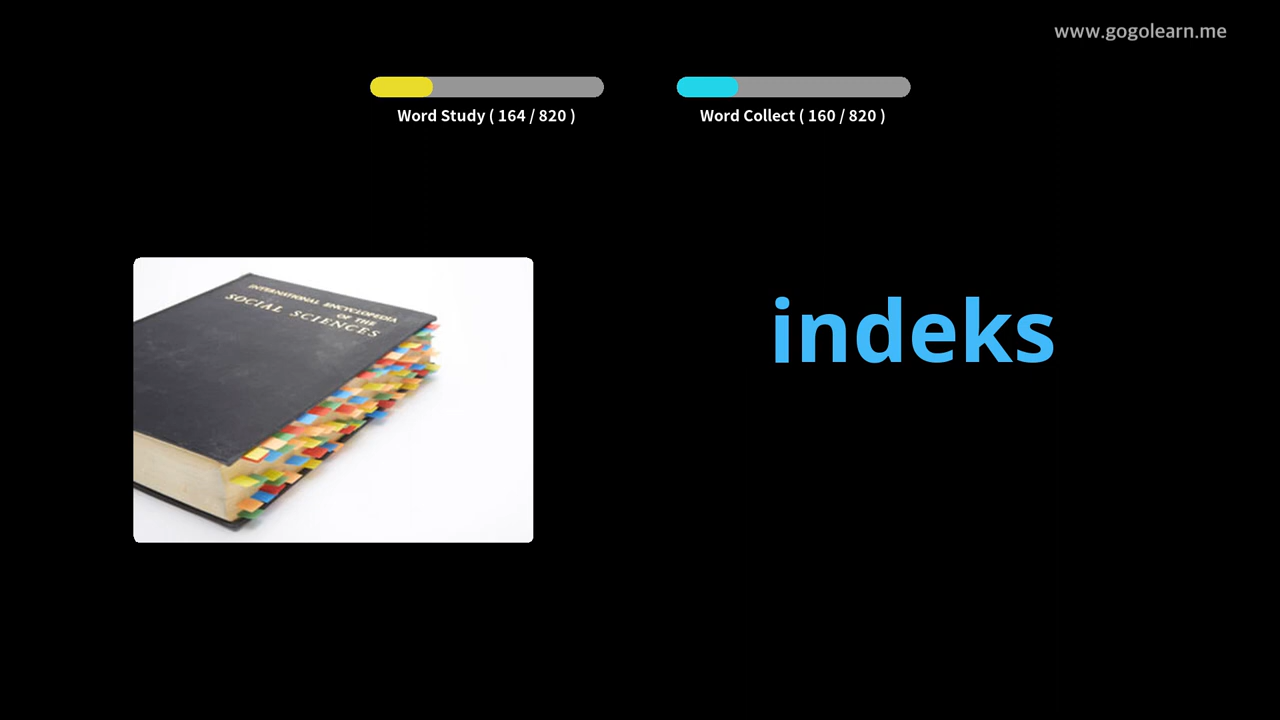 www.gogolearn.me
Word Study ( 164 / 820 )
Word Collect ( 160 / 820 )
INTERNATIONAL ENCYCLOPEDIA
OF THE
SOCIAL SCIENCES
indeks